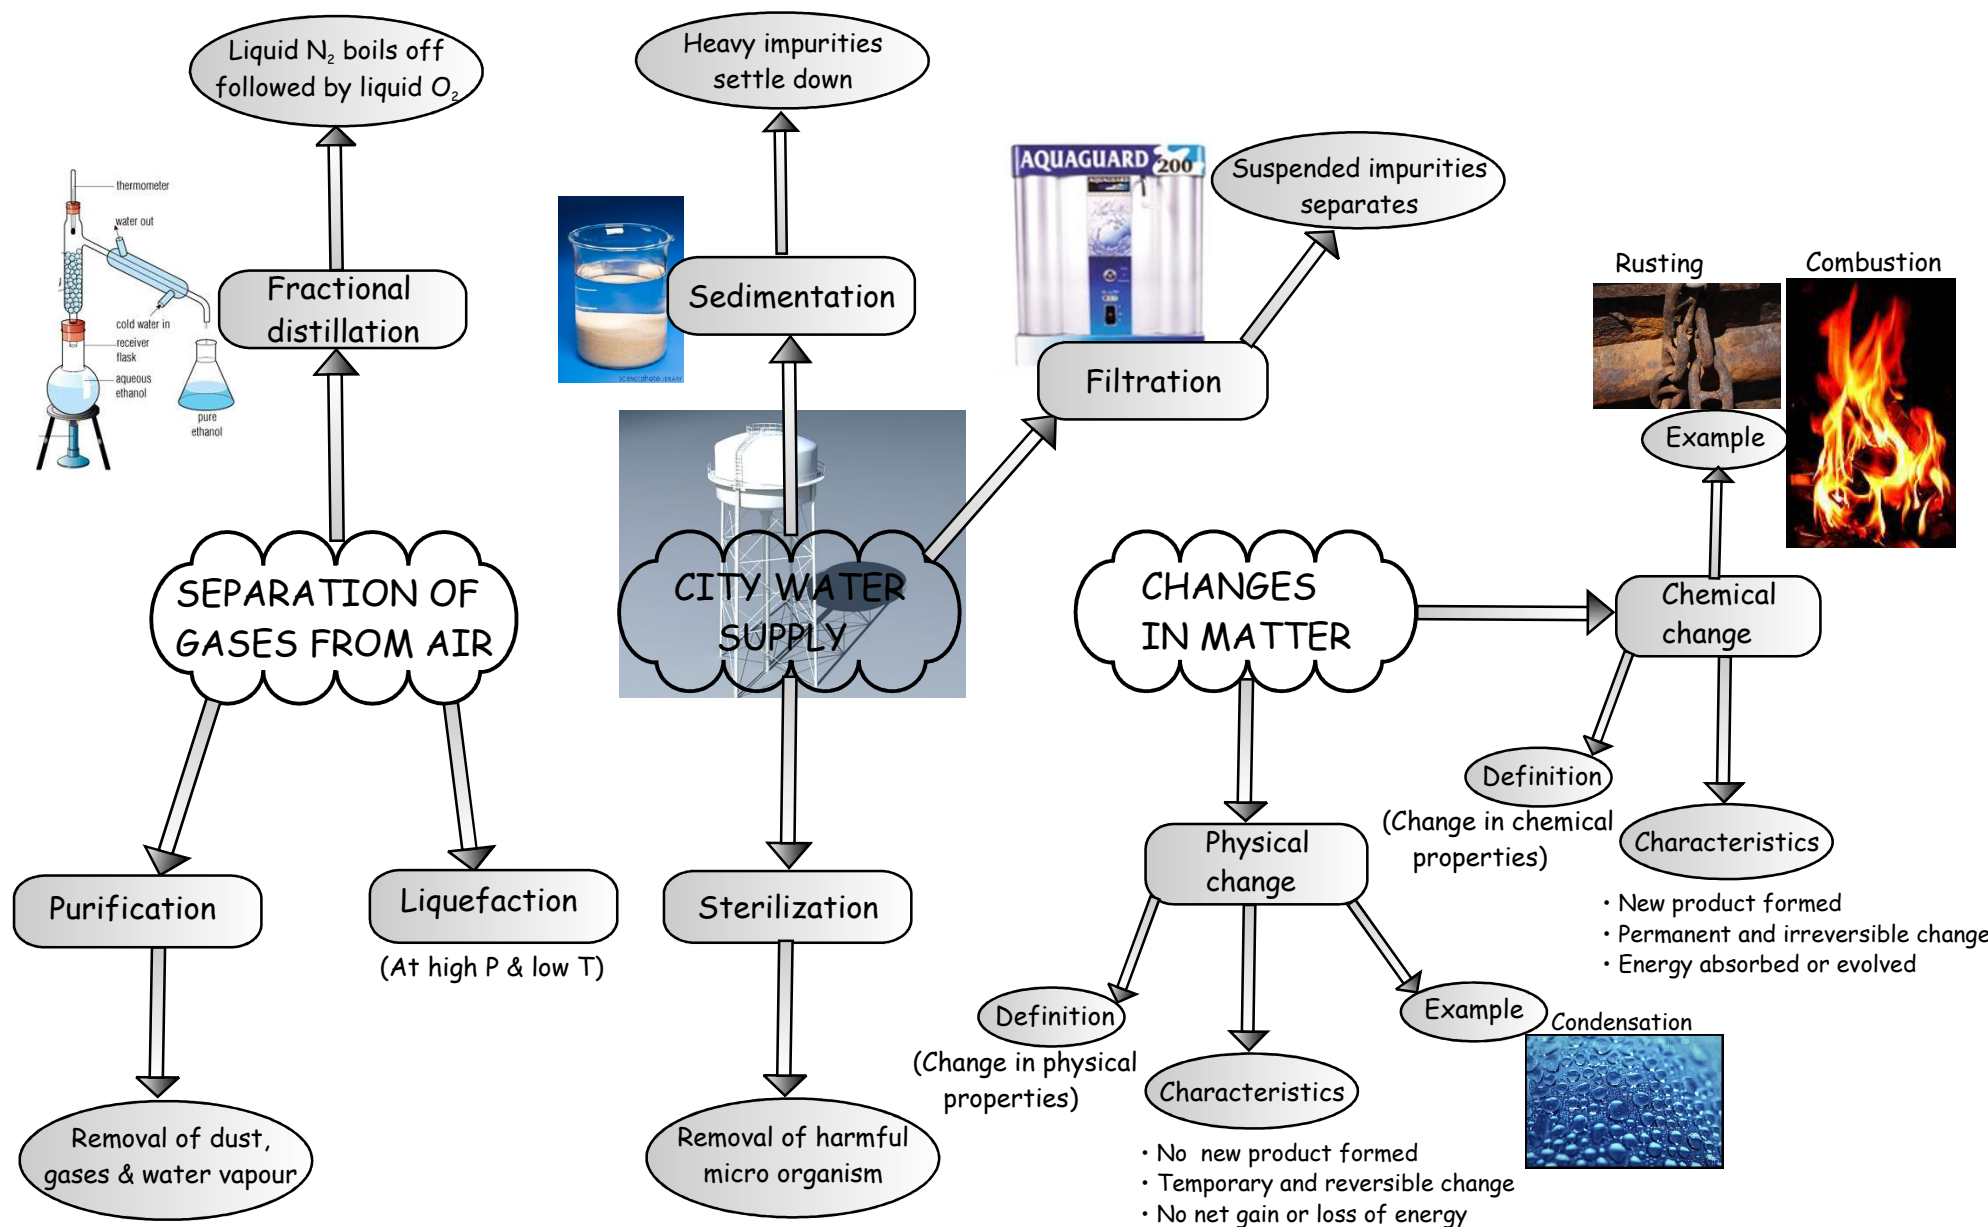 Liquid N₂ boils off
followed by liquid O₂
thermometer
water out
cold water in
receiver
flask
aqueous
ethanol
pure
ethanol
Fractional
distillation
SEPARATION OF
GASES FROM AIR
Purification
Removal of dust,
gases & water vapour
Liquefaction
(At high P & low T)
Heavy impurities
settle down
Sedimentation
SCIENCEPHOTOLIBRARY
CITY WATER
SUPPLY
Sterilization
Removal of harmful
micro organism
AQUAGUARD 200
Filtration
Suspended impurities
separates
CHANGES
IN MATTER
Physical
change
Definition
(Change in physical
properties)
Characteristics
• No new product formed
• Temporary and reversible change
• No net gain or loss of energy
Example
Condensation
Chemical
change
Rusting
Combustion
Example
Definition
(Change in chemical
properties)
Characteristics
• New product formed
• Permanent and irreversible change
• Energy absorbed or evolved